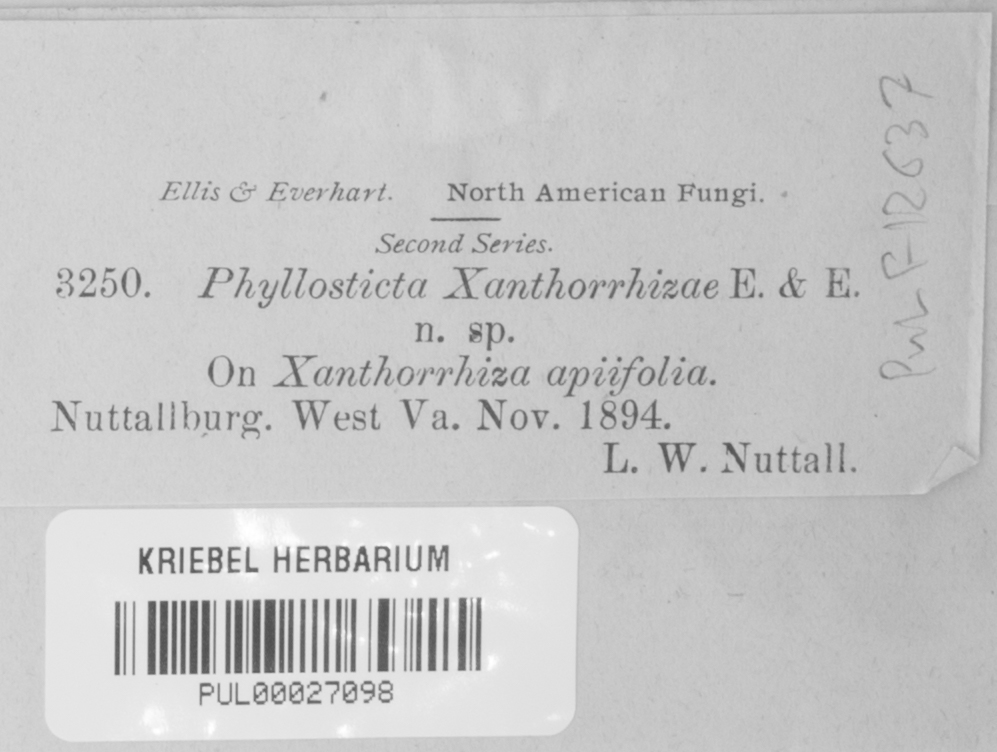 Ellis & Everhart. North American Fungi.
Second Series.
3250. Phyllosticta Xanthorrhizae E. & E.
n. sp.
On Xanthorrhiza apiifolia.
Nuttallburg. West Va. Nov. 1894.
L. W. Nuttall.
PUL F-12637
KRIEBEL HERBARIUM
PUL00027098